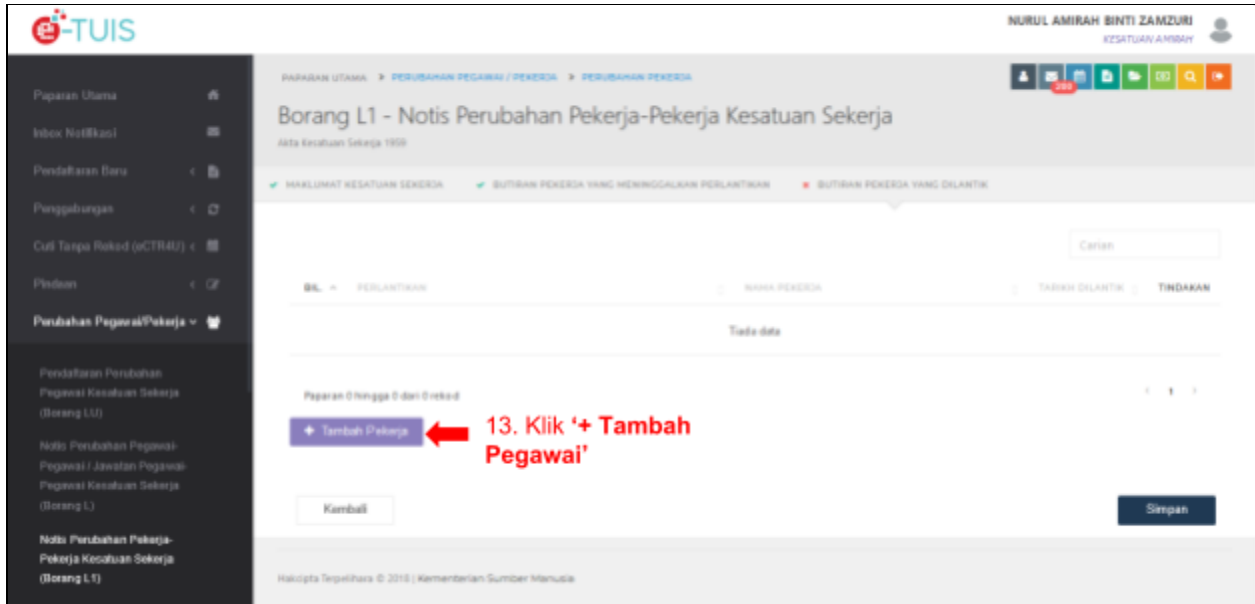 e-TUIS
NURUL AMIRAH BINTI ZAMZURI
KESATUAN AMIRAH
Paparan Utama
Inbox Notifikasi
Pendaftaran Baru
Penggabungan
Cuti Tanpa Rekod (eCTR4U)
Pindaan
Perubahan Pegawai/Pekerja
Pendaftaran Perubahan
Pegawai Kesatuan Sekerja
(Borang LU)
Notis Perubahan Pegawai-
Pegawai / Jawatan Pegawai-
Pegawai Kesatuan Sekerja
(Borang L)
Notis Perubahan Pekerja-
Pekerja Kesatuan Sekerja
(Borang L1)
PAPARAN UTAMA > PERUBAHAN PEGAWAI / PEKERJA > PERUBAHAN PEKERJA
Borang L1 - Notis Perubahan Pekerja-Pekerja Kesatuan Sekerja
Akta Kesatuan Sekerja 1959
MAKLUMAT KESATUAN SEKERJA BUTIRAN PEKERJA YANG MENINGGALKAN PERLANTIKAN BUTIRAN PEKERJA YANG DILANTIK
Carian
BIL. PERLANTIKAN NAMA PEKERJA TARIKH DILANTIK TINDAKAN
Tiada data
Paparan 0 hingga 0 dari 0 rekod
1
+ Tambah Pekerja
13. Klik '+ Tambah
Pegawai'
Kembali
Simpan
Hakcipta Terpelihara © 2018 | Kementerian Sumber Manusia